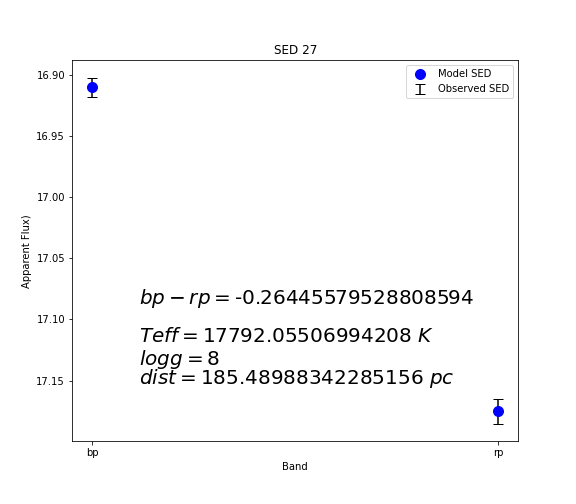 SED 27
Model SED
Observed SED
16.90
16.95
17.00
17.05
17.10
17.15
Apparent Flux)
bp − rp = -0.26445579528808594
Teff = 17792.05506994208 K
logg = 8
dist = 185.48988342285156 pc
bp
rp
Band